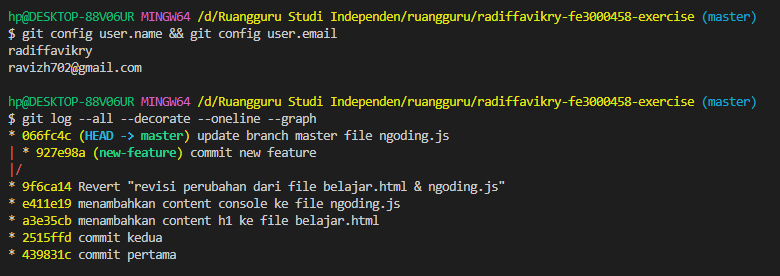 hp@DESKTOP-88V06UR MINGW64 /d/Ruangguru Studi Independen/ruangguru/radiffavikry-fe3000458-exercise (master)
$ git config user.name && git config user.email
radiffavikry
ravizh702@gmail.com
hp@DESKTOP-88V06UR MINGW64 /d/Ruangguru Studi Independen/ruangguru/radiffavikry-fe3000458-exercise (master)
$ git log --all --decorate --oneline --graph
* 066fc4c (HEAD -> master) update branch master file ngoding.js
| * 927e98a (new-feature) commit new feature
|/
* 9f6ca14 Revert "revisi perubahan dari file belajar.html & ngoding.js"
* e411e19 menambahkan content console ke file ngoding.js
* a3e35cb menambahkan content h1 ke file belajar.html
* 2515ffd commit kedua
* 439831c commit pertama